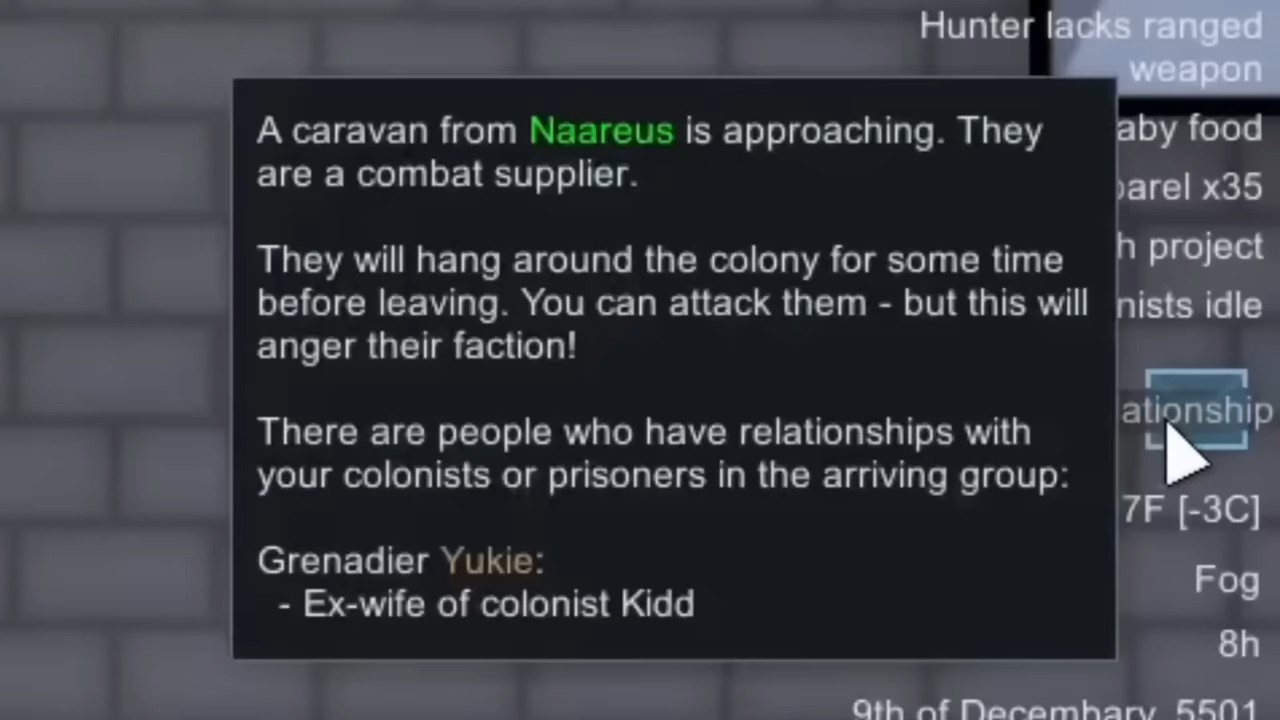 Hunter lacks ranged
weapon
A caravan from Naareus is approaching. They
are a combat supplier.
They will hang around the colony for some time
before leaving. You can attack them - but this will
anger their faction!
There are people who have relationships with
your colonists or prisoners in the arriving group:
Grenadier Yukie:
- Ex-wife of colonist Kidd
aby food
parel x35
h project
nists idle
ationship
7F [-3C]
Fog
8h
9th of Decembary, 5501